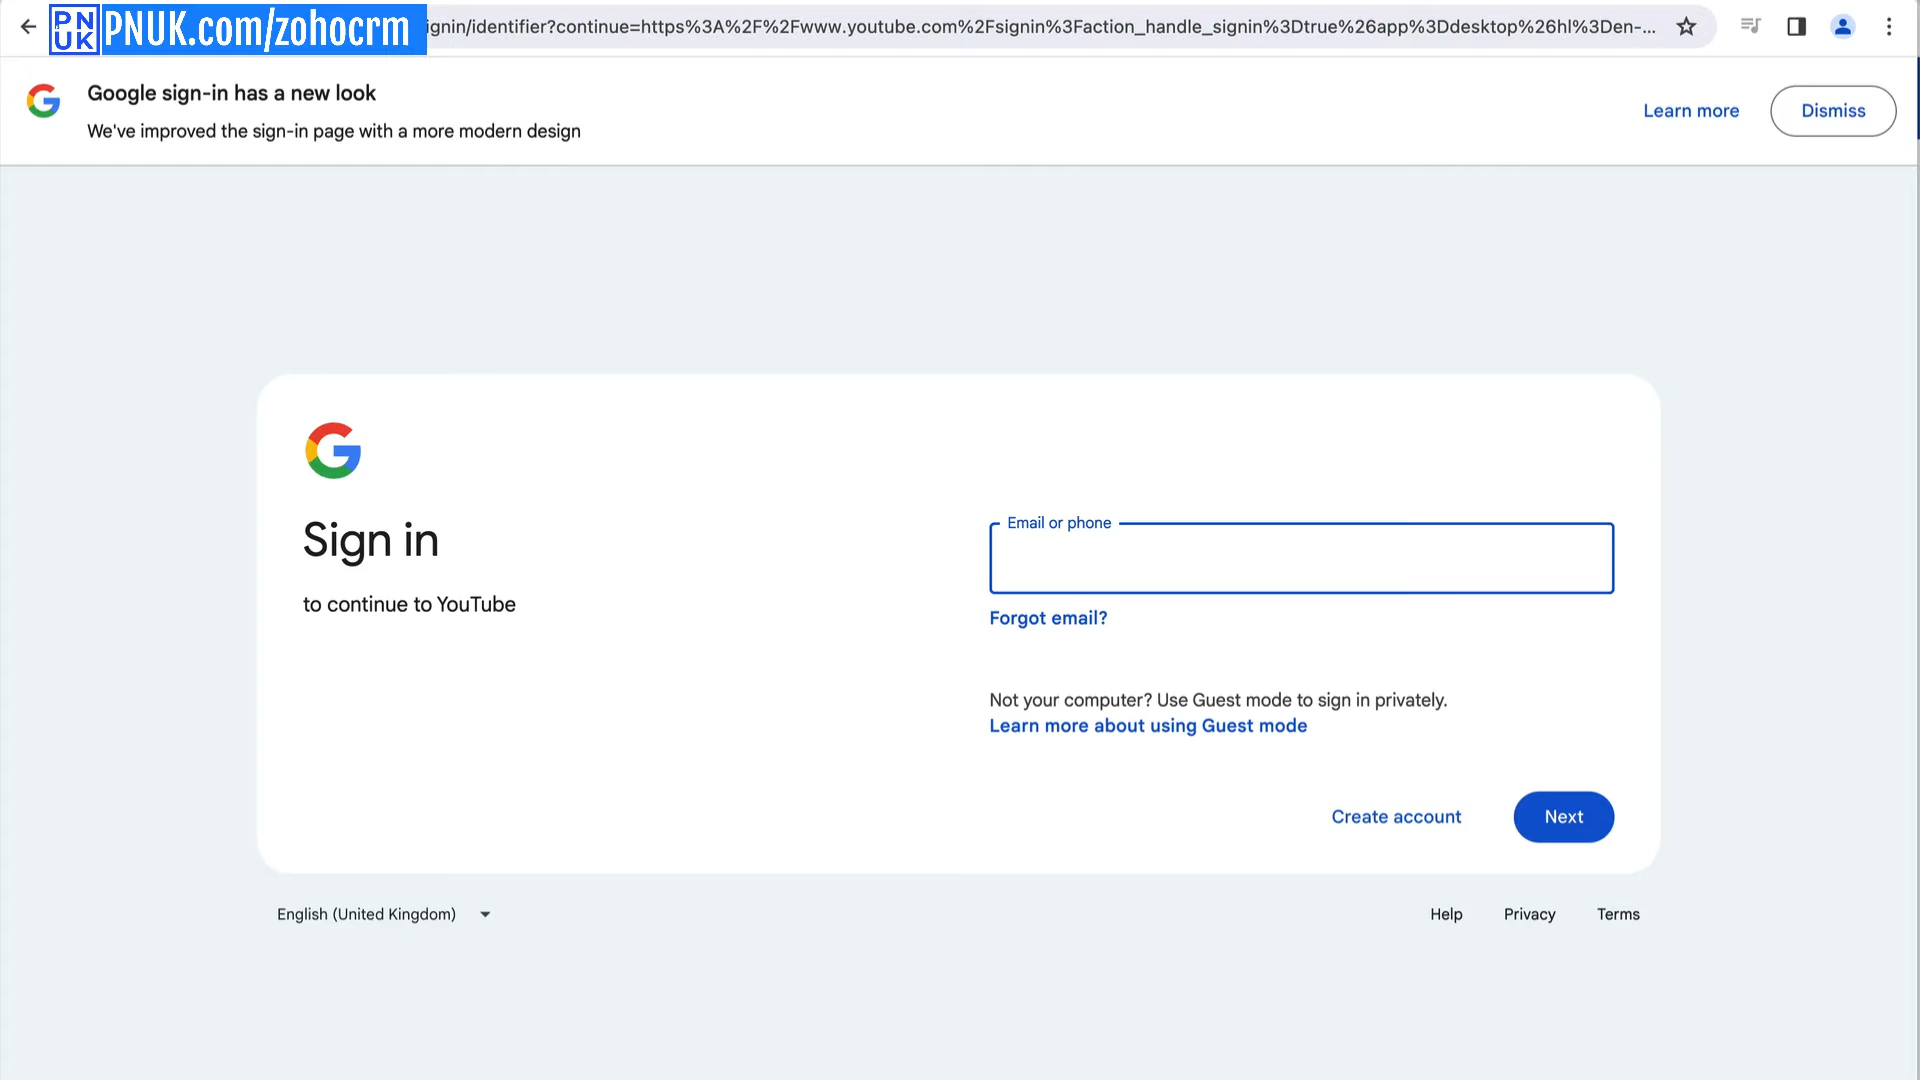 PN
UK
PNUK.com/zohocrm
ignin/identifier?continue=https%3A%2F%2Fwww.youtube.com%2Fsignin%3Faction_handle_signin%3Dtrue%26app%3Ddesktop%26hl%3Den-...
Google sign-in has a new look
We've improved the sign-in page with a more modern design
Learn more
Dismiss
Sign in
to continue to YouTube
Email or phone
Forgot email?
Not your computer? Use Guest mode to sign in privately.
Learn more about using Guest mode
Create account
Next
English (United Kingdom)
Help
Privacy
Terms